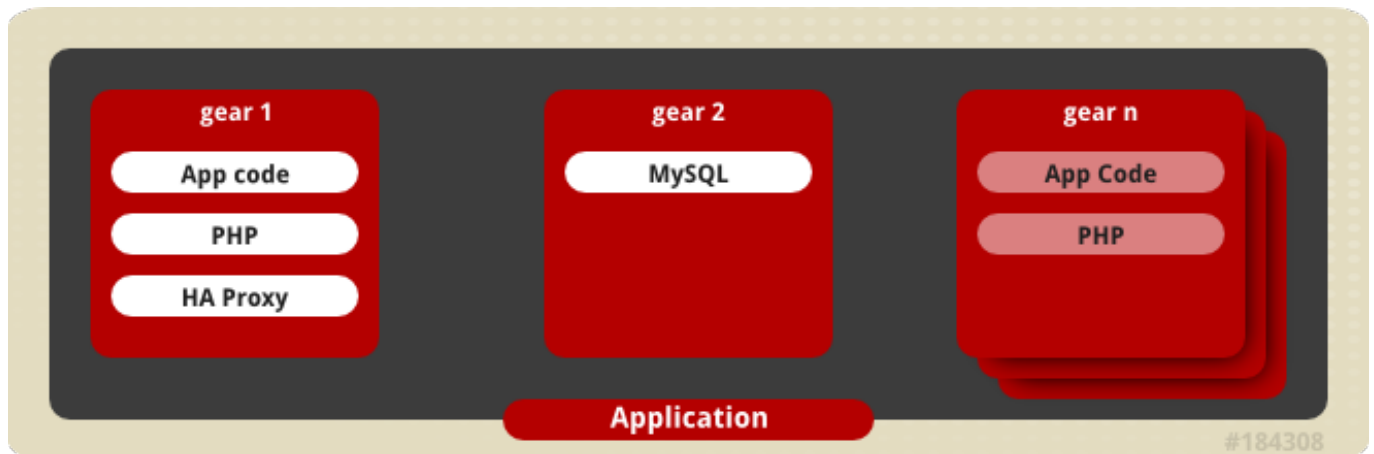 gear 1
App code
PHP
HA Proxy
gear 2
MySQL
gear n
App Code
PHP
Application
#184308